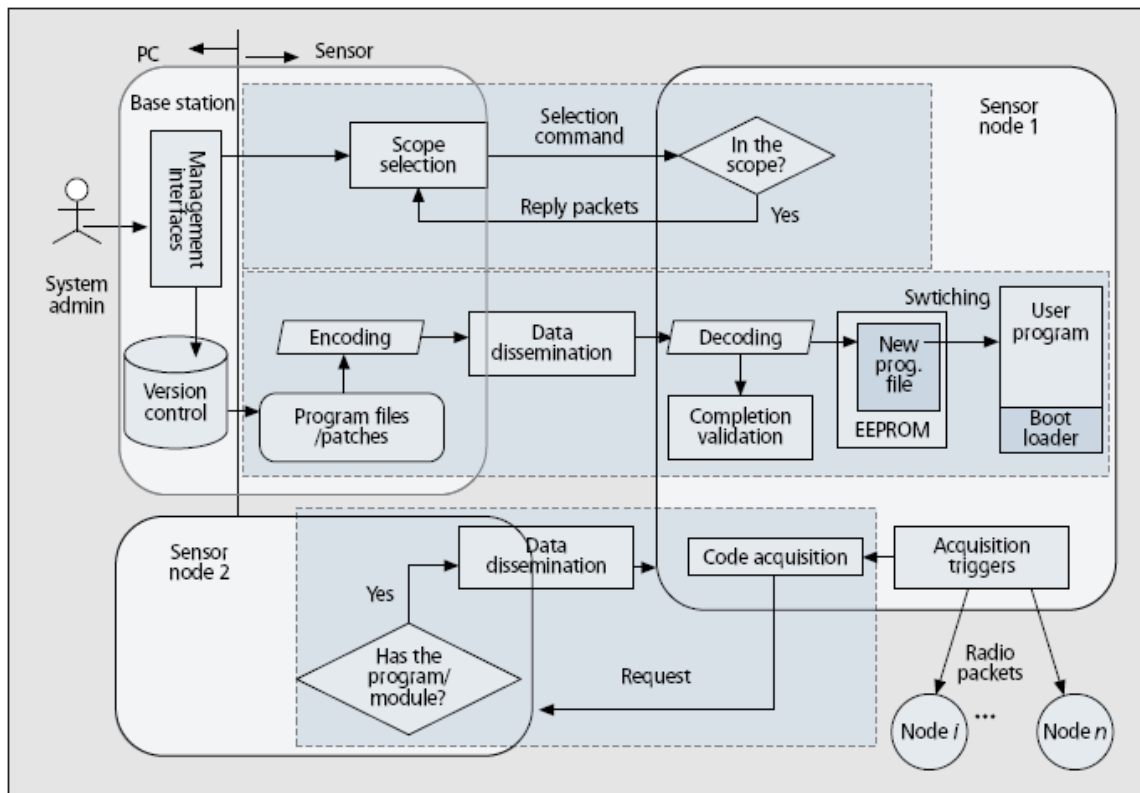 PC
Sensor
Base station
Management
interfaces
Scope
selection
Selection
command
In the
scope?
Sensor
node 1
Reply packets
Yes
System
admin
Version
control
Encoding
Program files
/patches
Data
dissemination
Decoding
Completion
validation
New
prog.
file
EEPROM
Swtiching
User
program
Boot
loader
Sensor
node 2
Yes
Data
dissemination
Has the
program/
module?
Request
Code acquisition
Acquisition
triggers
Radio
packets
Node i
...
Node n